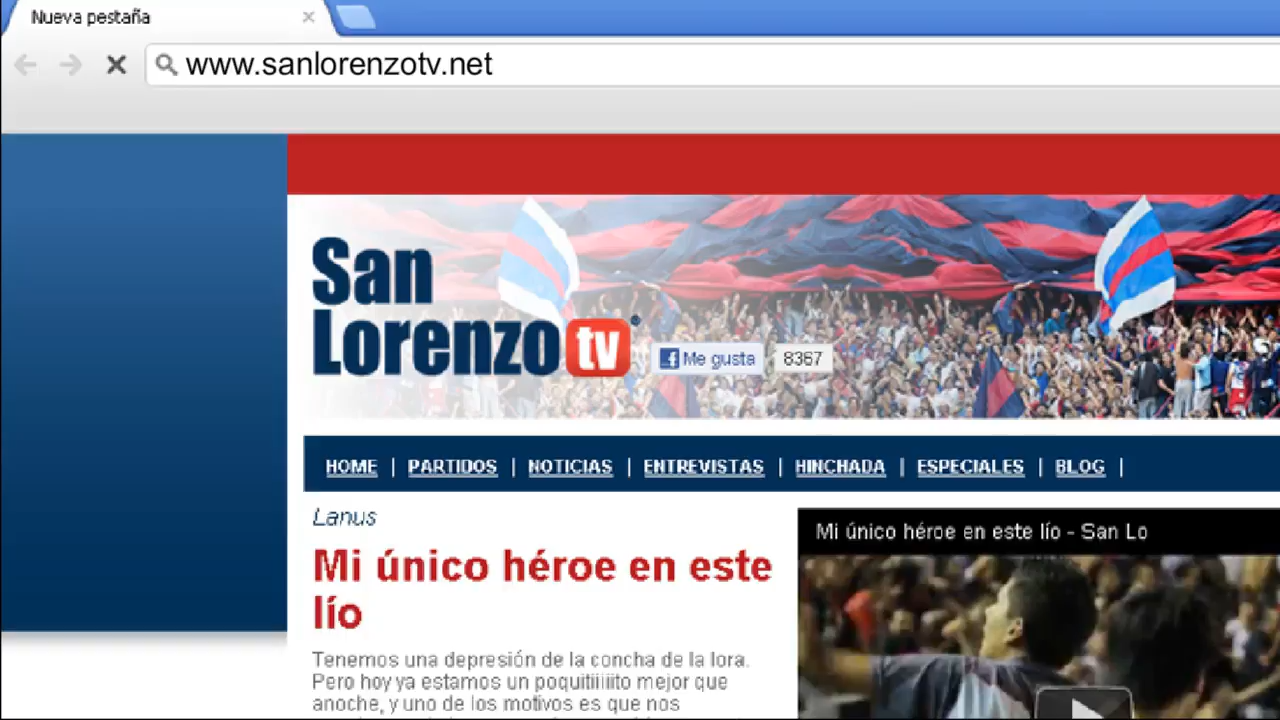 Nueva pestaña
www.sanlorenzotv.net
San
Lorenzo tv
Me gusta 8367
HOME | PARTIDOS | NOTICIAS | ENTREVISTAS | HINCHADA | ESPECIALES | BLOG |
Lanus
Mi único héroe en este
lío
Tenemos una depresión de la concha de la lora.
Pero hoy ya estamos un poquitiiiiito mejor que
anoche, y uno de los motivos es que nos
Mi único héroe en este lío - San Lo